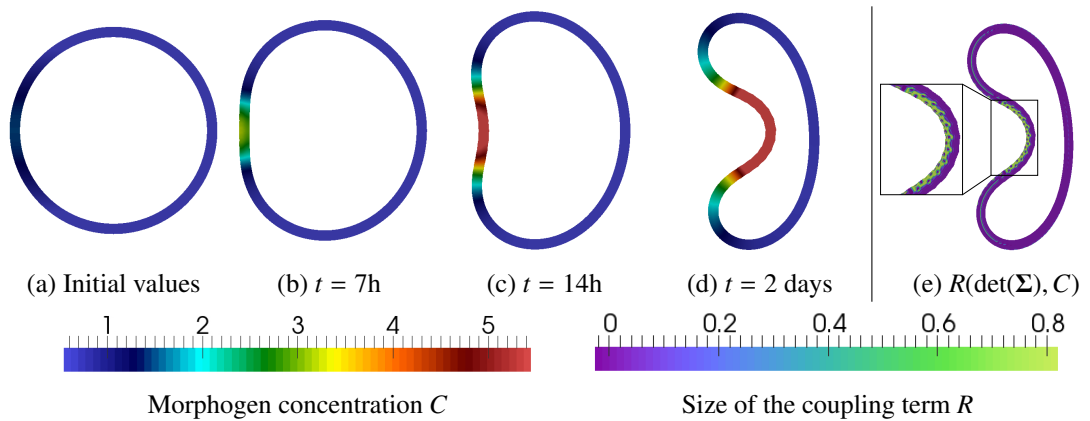 (a) Initial values (b) t = 7h (c) t = 14h (d) t = 2 days (e) R(det(Σ), C)
1 2 3 4 5 0 0.2 0.4 0.6 0.8
Morphogen concentration C Size of the coupling term R